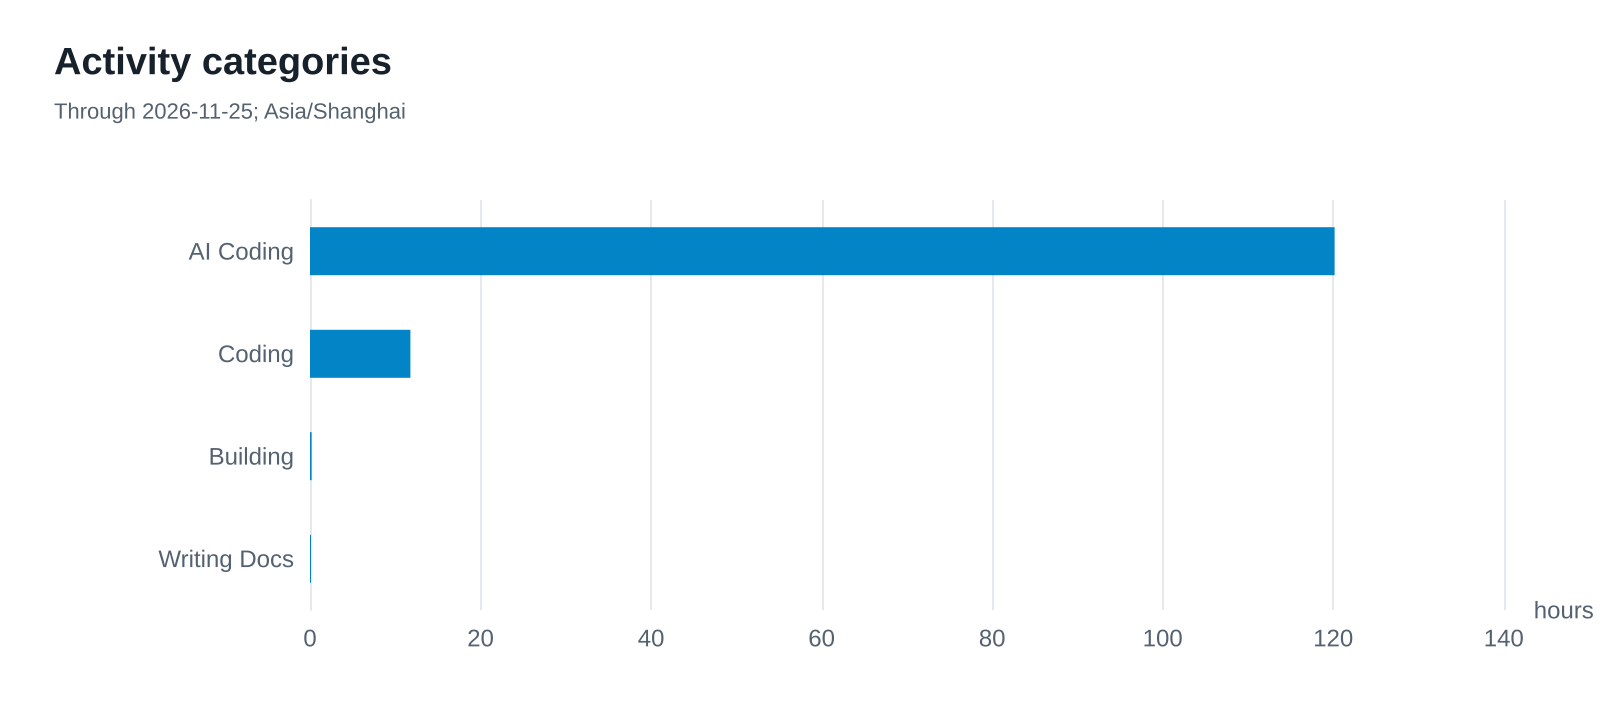 Activity categories
Through 2026-11-25; Asia/Shanghai
AI Coding
Coding
Building
Writing Docs
hours
0 20 40 60 80 100 120 140